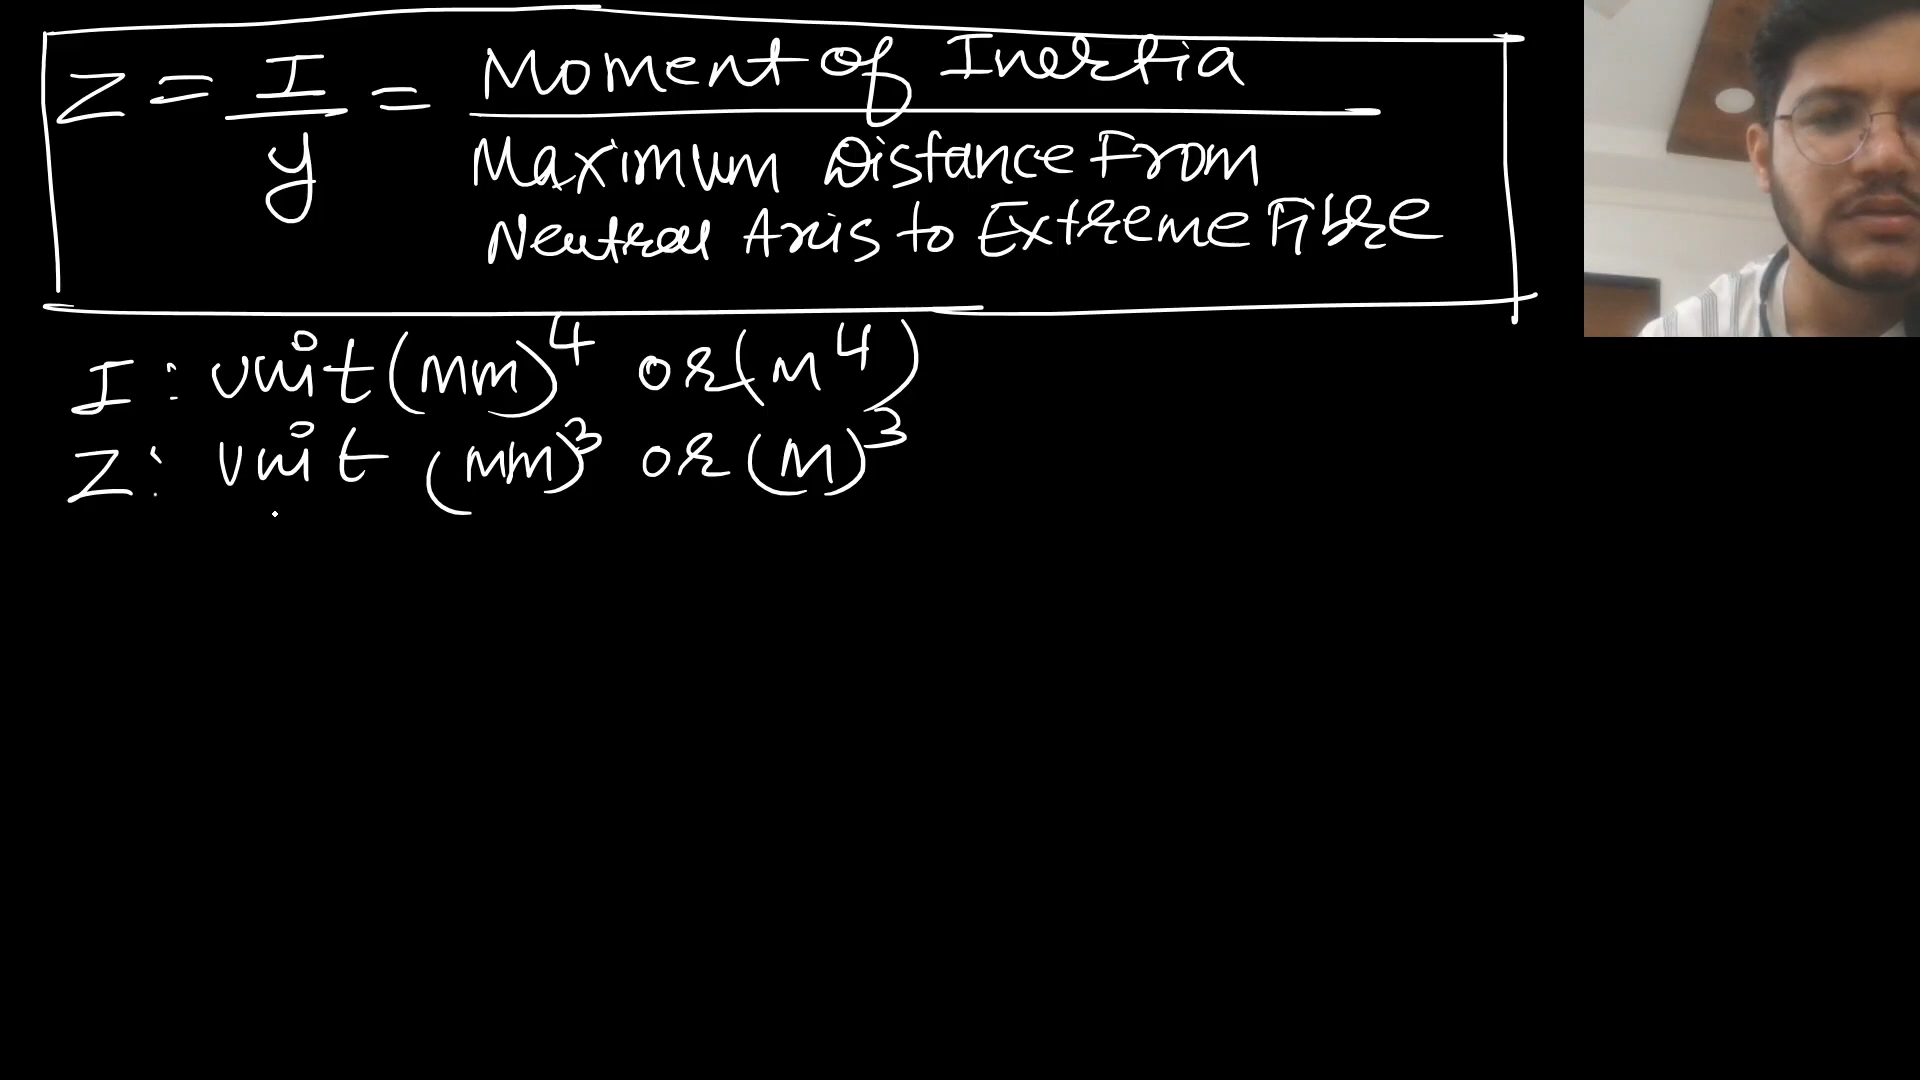 Z = I / y = Moment of Inertia / Maximum Distance From
Neutral Axis to Extreme Fibre
I : unit (mm)⁴ or (m⁴)
Z : unit (mm)³ or (m)³